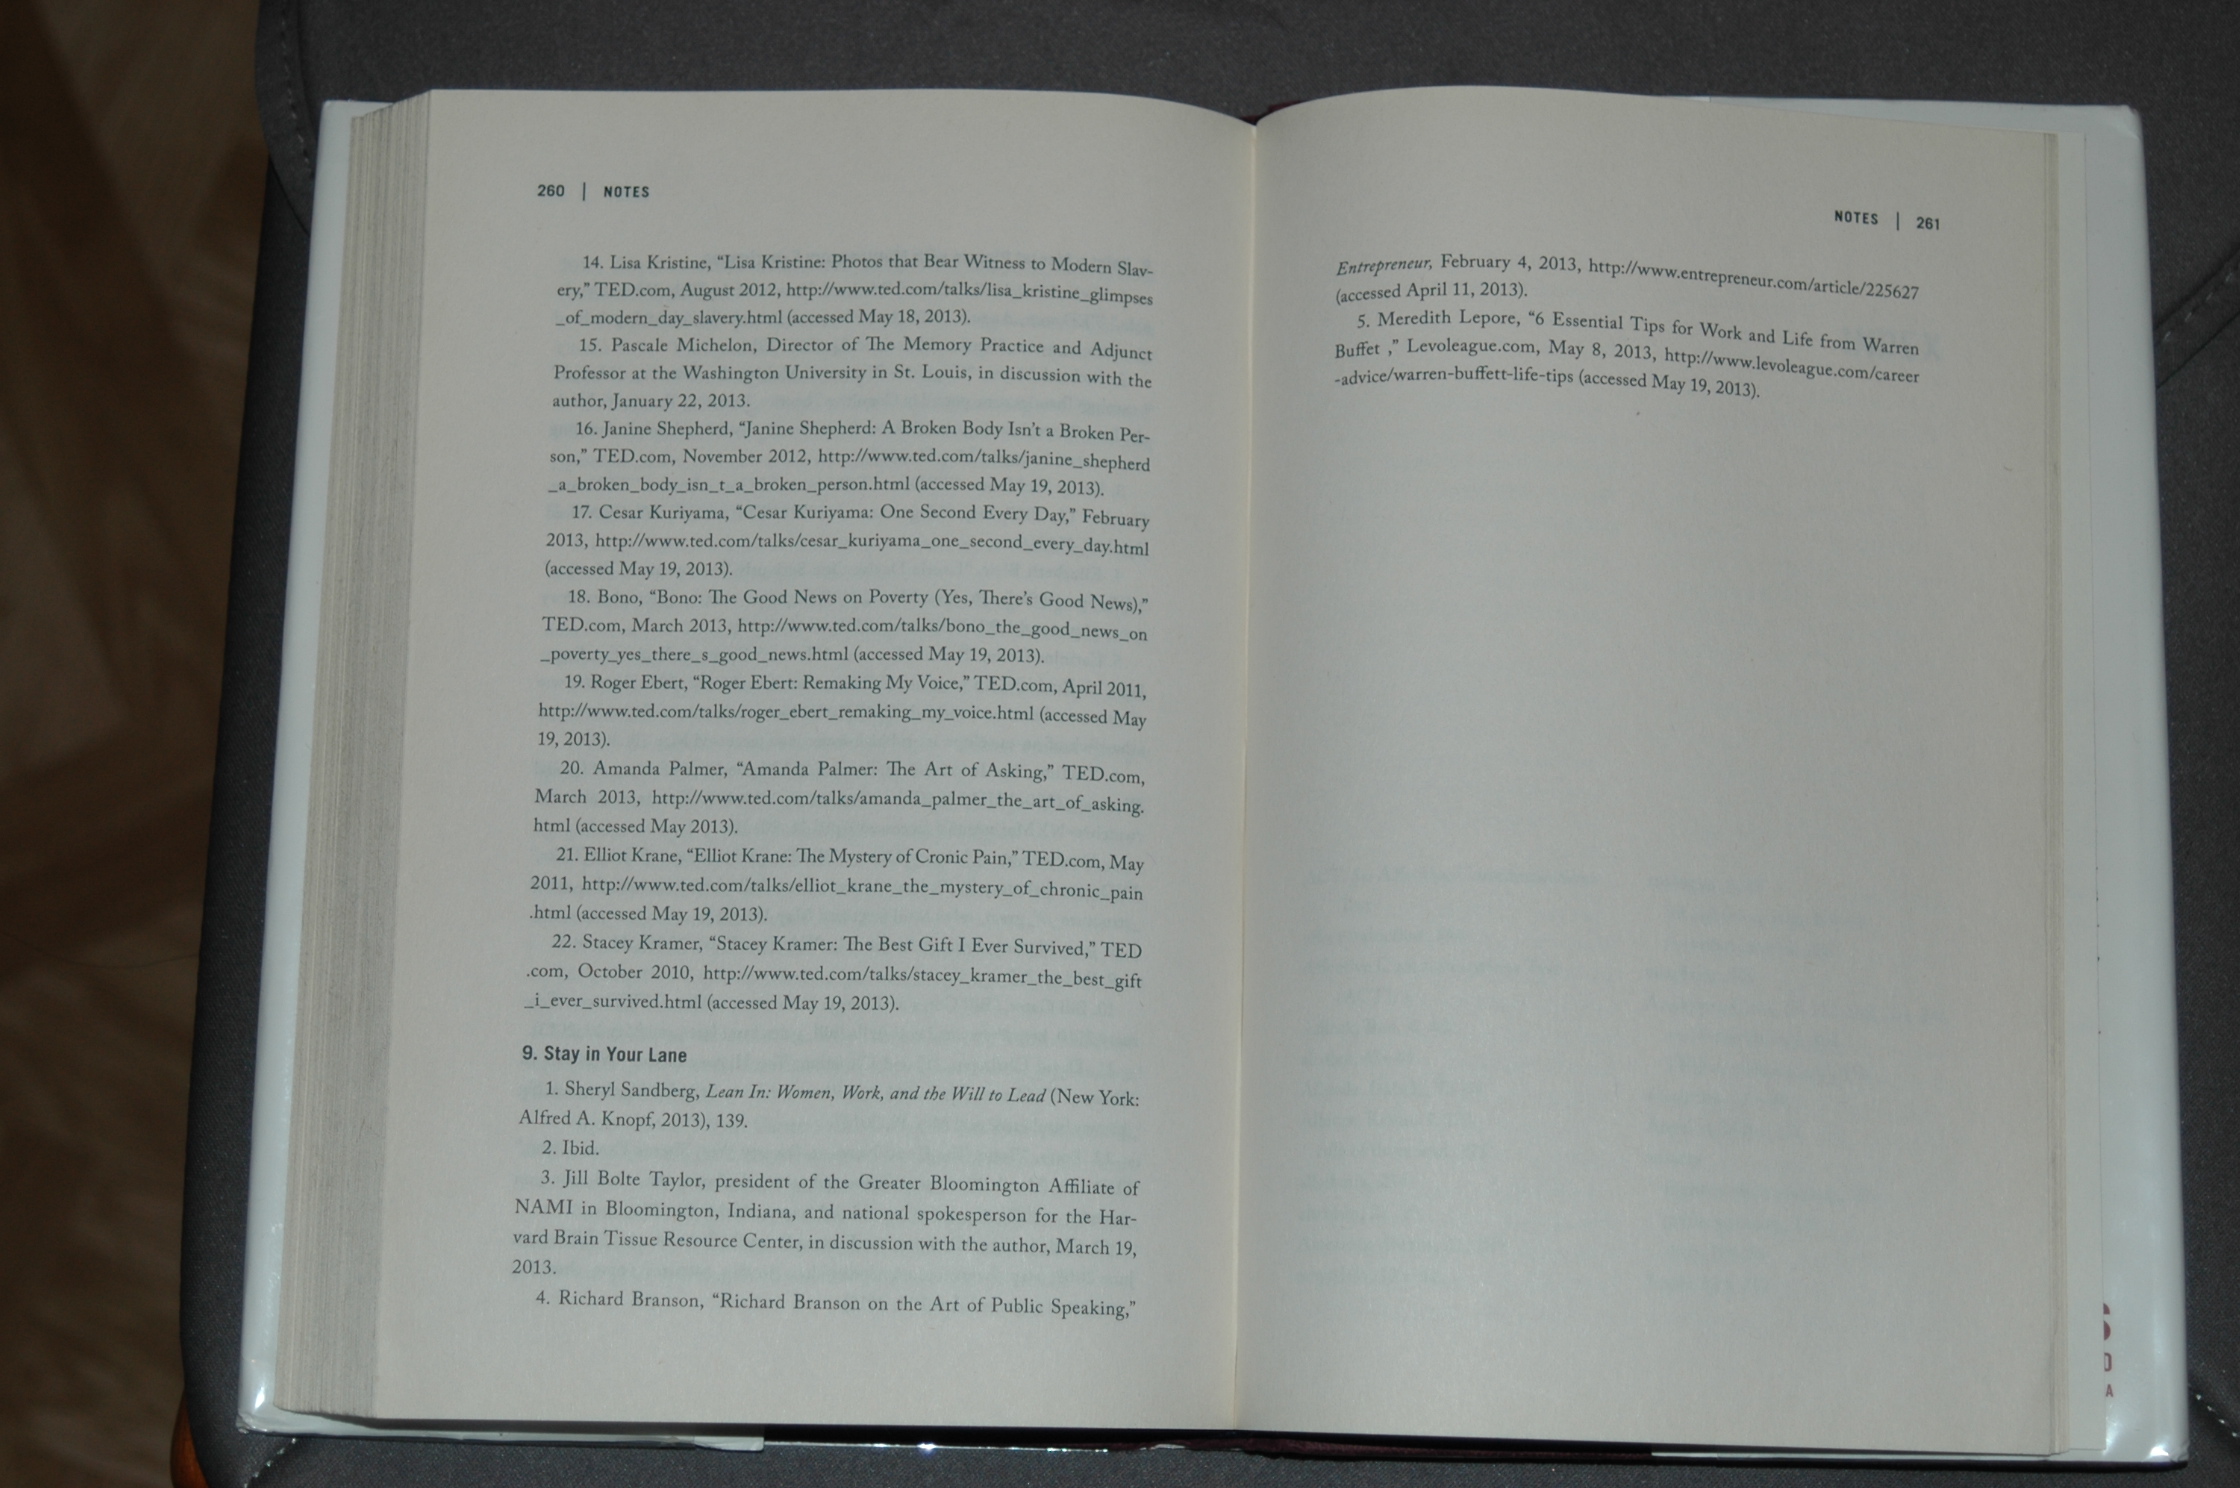 260 | NOTES
14. Lisa Kristine, “Lisa Kristine: Photos that Bear Witness to Modern Slav-
ery,” TED.com, August 2012, http://www.ted.com/talks/lisa_kristine_glimpses
_of_modern_day_slavery.html (accessed May 18, 2013).
15. Pascale Michelon, Director of The Memory Practice and Adjunct
Professor at the Washington University in St. Louis, in discussion with the
author, January 22, 2013.
16. Janine Shepherd, “Janine Shepherd: A Broken Body Isn’t a Broken Per-
son,” TED.com, November 2012, http://www.ted.com/talks/janine_shepherd
_a_broken_body_isn_t_a_broken_person.html (accessed May 19, 2013).
17. Cesar Kuriyama, “Cesar Kuriyama: One Second Every Day,” February
2013, http://www.ted.com/talks/cesar_kuriyama_one_second_every_day.html
(accessed May 19, 2013).
18. Bono, “Bono: The Good News on Poverty (Yes, There’s Good News),”
TED.com, March 2013, http://www.ted.com/talks/bono_the_good_news_on
_poverty_yes_there_s_good_news.html (accessed May 19, 2013).
19. Roger Ebert, “Roger Ebert: Remaking My Voice,” TED.com, April 2011,
http://www.ted.com/talks/roger_ebert_remaking_my_voice.html (accessed May
19, 2013).
20. Amanda Palmer, “Amanda Palmer: The Art of Asking,” TED.com,
March 2013, http://www.ted.com/talks/amanda_palmer_the_art_of_asking.
html (accessed May 2013).
21. Elliot Krane, “Elliot Krane: The Mystery of Cronic Pain,” TED.com, May
2011, http://www.ted.com/talks/elliot_krane_the_mystery_of_chronic_pain
.html (accessed May 19, 2013).
22. Stacey Kramer, “Stacey Kramer: The Best Gift I Ever Survived,” TED
.com, October 2010, http://www.ted.com/talks/stacey_kramer_the_best_gift
_i_ever_survived.html (accessed May 19, 2013).
9. Stay in Your Lane
1. Sheryl Sandberg, Lean In: Women, Work, and the Will to Lead (New York:
Alfred A. Knopf, 2013), 139.
2. Ibid.
3. Jill Bolte Taylor, president of the Greater Bloomington Affiliate of
NAMI in Bloomington, Indiana, and national spokesperson for the Har-
vard Brain Tissue Resource Center, in discussion with the author, March 19,
2013.
4. Richard Branson, “Richard Branson on the Art of Public Speaking,”
NOTES | 261
Entrepreneur, February 4, 2013, http://www.entrepreneur.com/article/225627
(accessed April 11, 2013).
5. Meredith Lepore, “6 Essential Tips for Work and Life from Warren
Buffet ,” Levoleague.com, May 8, 2013, http://www.levoleague.com/career
-advice/warren-buffett-life-tips (accessed May 19, 2013).